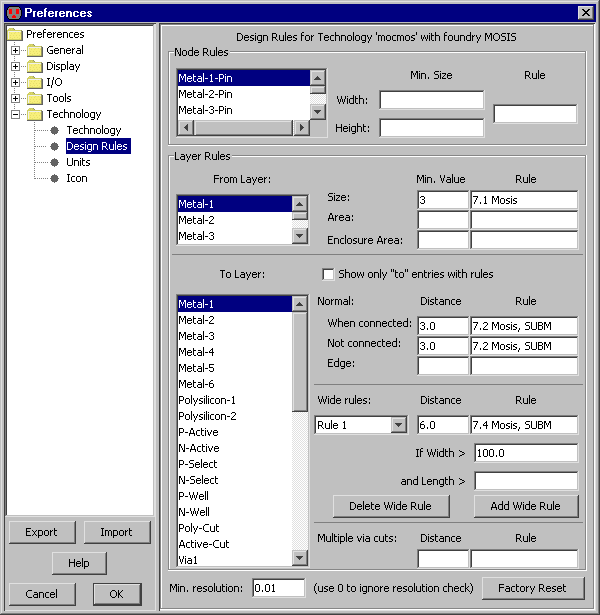 Preferences
Preferences
General
Display
I/O
Tools
Technology
Technology
Design Rules
Units
Icon
Export
Import
Help
Cancel
OK
Design Rules for Technology 'mocmos' with foundry MOSIS
Node Rules
Metal-1-Pin
Metal-2-Pin
Metal-3-Pin
Min. Size
Rule
Width:
Height:
Layer Rules
From Layer:
Min. Value
Rule
Metal-1
Metal-2
Metal-3
Size:
3
7.1 Mosis
Area:
Enclosure Area:
To Layer:
Show only "to" entries with rules
Metal-1
Metal-2
Metal-3
Metal-4
Metal-5
Metal-6
Polysilicon-1
Polysilicon-2
P-Active
N-Active
P-Select
N-Select
P-Well
N-Well
Poly-Cut
Active-Cut
Via1
Normal:
Distance
Rule
When connected:
3.0
7.2 Mosis, SUBM
Not connected:
3.0
7.2 Mosis, SUBM
Edge:
Wide rules:
Distance
Rule
Rule 1
6.0
7.4 Mosis, SUBM
If Width >
100.0
and Length >
Delete Wide Rule
Add Wide Rule
Multiple via cuts:
Distance
Rule
Min. resolution:
0.01
(use 0 to ignore resolution check)
Factory Reset